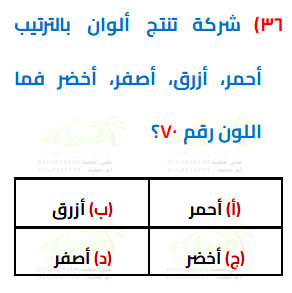 ٣٦) شركة تنتج ألوان بالترتيب
أحمر، أزرق، أصفر، أخضر فما
اللون رقم ٧٠؟
(أ) أحمر
(ب) أزرق
(ج) أخضر
(د) أصفر